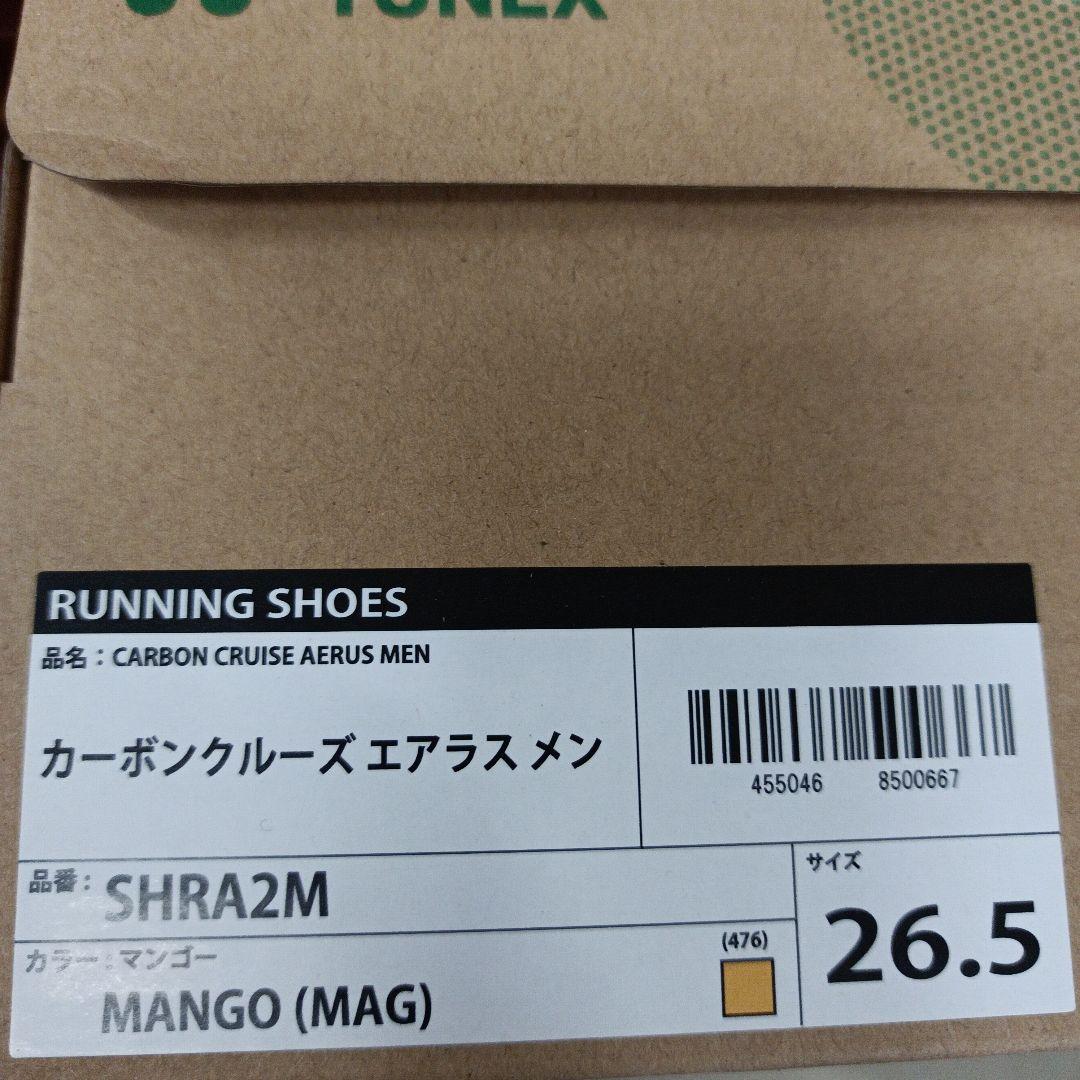 YONEX
RUNNING SHOES
品名：CARBON CRUISE AERUS MEN
カーボンクルーズ エアラス メン
455046 8500667
品番： SHRA2M
サイズ
26.5
カラー：マンゴー
MANGO (MAG)
(476)